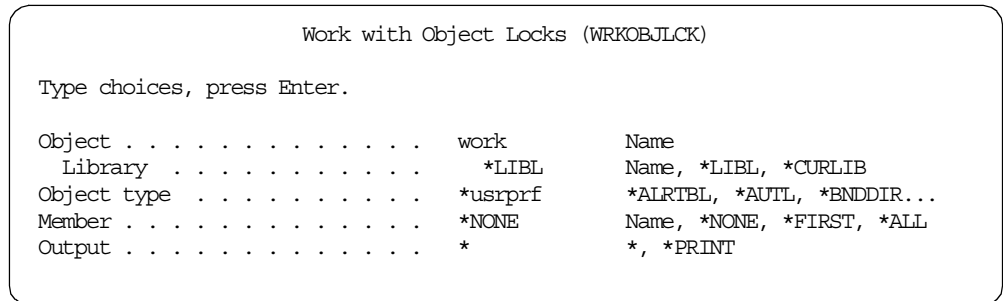 Work with Object Locks (WRKOBJLCK)
Type choices, press Enter.
Object . . . . . . . . . . . . . work Name
Library . . . . . . . . . . . *LIBL Name, *LIBL, *CURLIB
Object type . . . . . . . . . . *usrprf *ALRTBL, *AUTL, *BNDDIR...
Member . . . . . . . . . . . . . *NONE Name, *NONE, *FIRST, *ALL
Output . . . . . . . . . . . . . * *, *PRINT